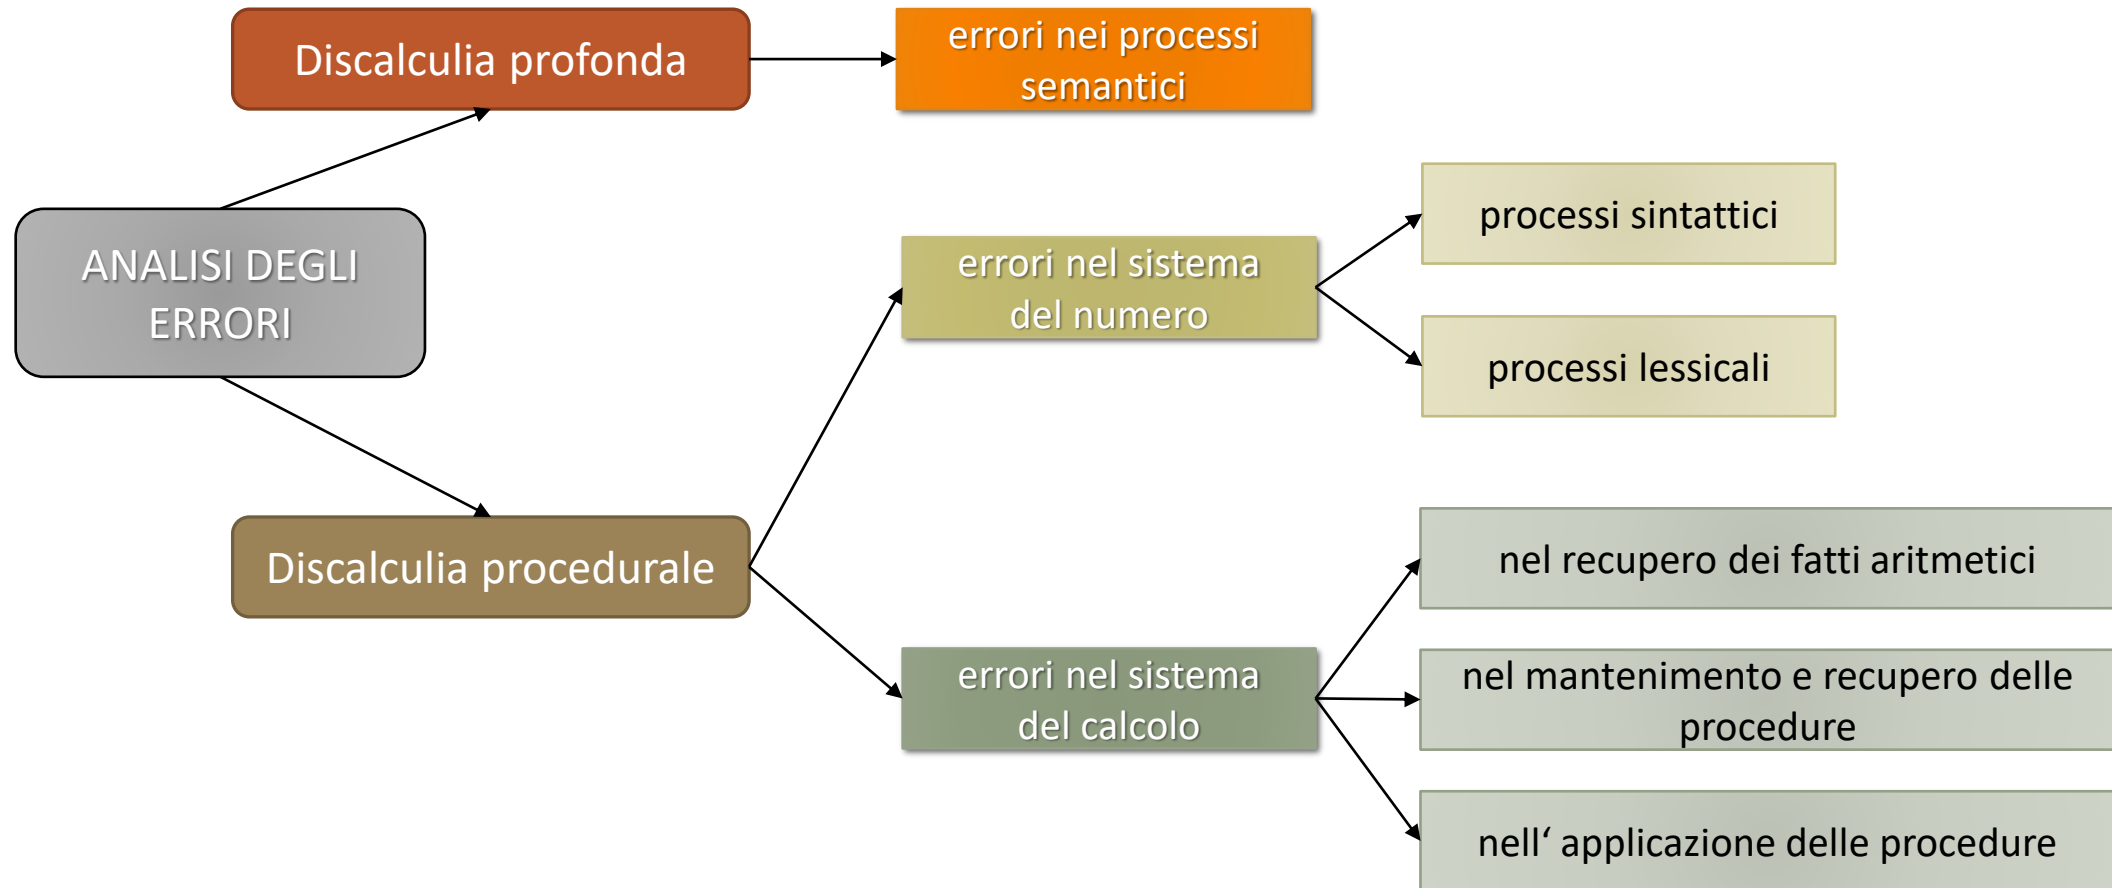 Discalculia profonda
errori nei processi
semantici
ANALISI DEGLI
ERRORI
errori nel sistema
del numero
processi sintattici
processi lessicali
Discalculia procedurale
errori nel sistema
del calcolo
nel recupero dei fatti aritmetici
nel mantenimento e recupero delle
procedure
nell‘ applicazione delle procedure